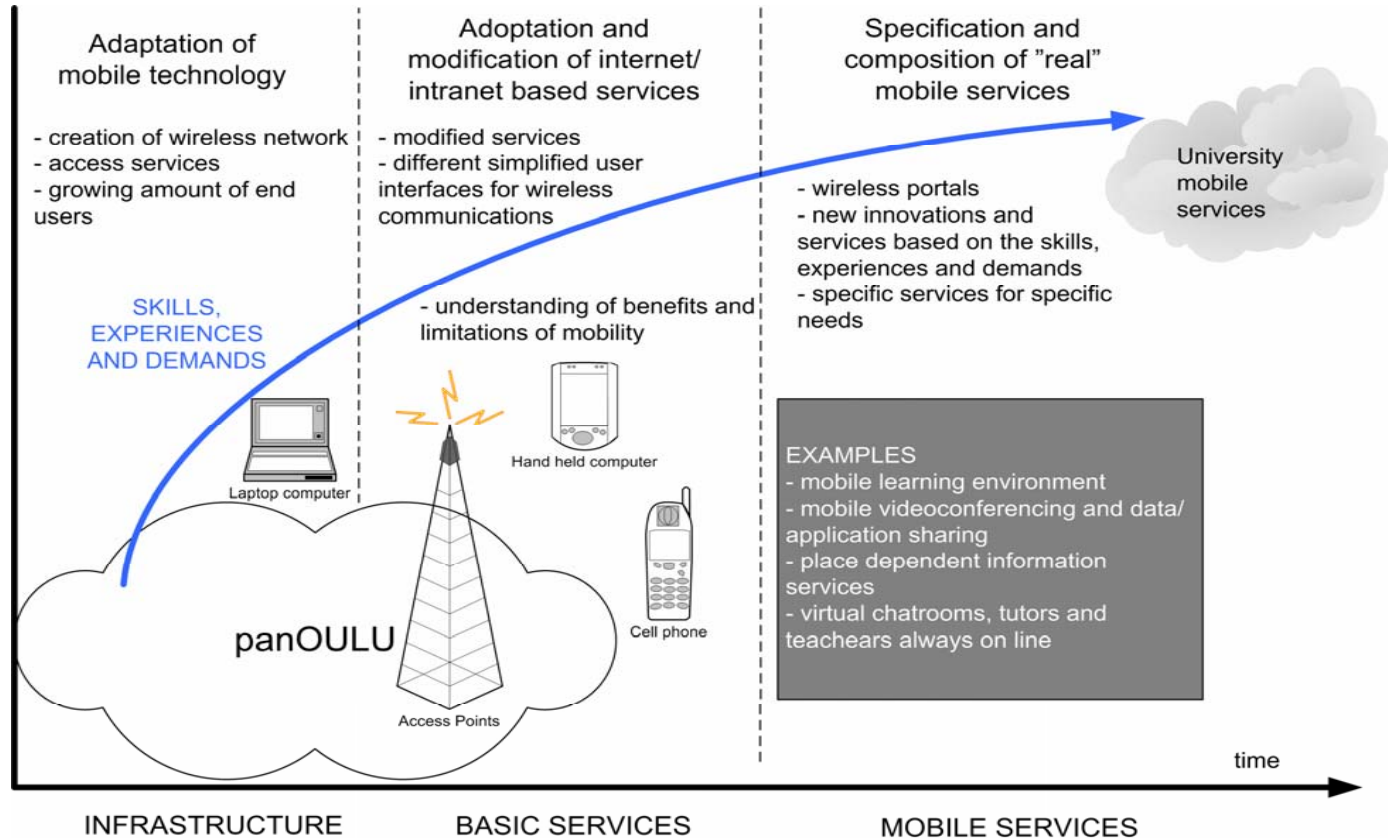 Adaptation of
mobile technology
- creation of wireless network
- access services
- growing amount of end
users
SKILLS,
EXPERIENCES
AND DEMANDS
Adoptation and
modification of internet/
intranet based services
- modified services
- different simplified user
interfaces for wireless
communications
- understanding of benefits and
limitations of mobility
Specification and
composition of "real"
mobile services
- wireless portals
- new innovations and
services based on the skills,
experiences and demands
- specific services for specific
needs
University
mobile
services
Laptop computer
Hand held computer
Cell phone
panOULU
Access Points
EXAMPLES
- mobile learning environment
- mobile videoconferencing and data/
application sharing
- place dependent information
services
- virtual chatrooms, tutors and
teachears always on line
time
INFRASTRUCTURE
BASIC SERVICES
MOBILE SERVICES